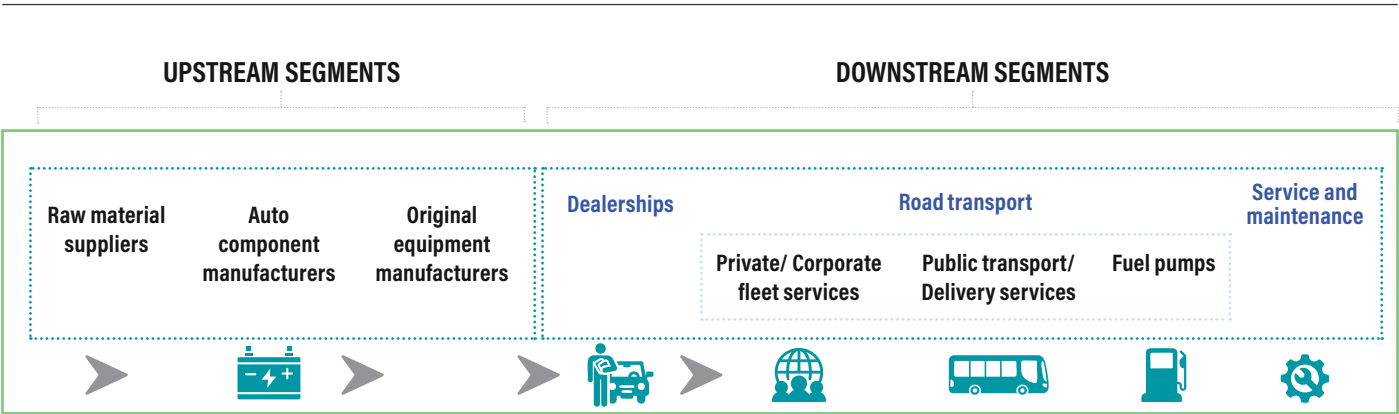 UPSTREAM SEGMENTS
DOWNSTREAM SEGMENTS
Raw material
suppliers
Auto
component
manufacturers
Original
equipment
manufacturers
Dealerships
Road transport
Private/ Corporate
fleet services
Public transport/
Delivery services
Fuel pumps
Service and
maintenance